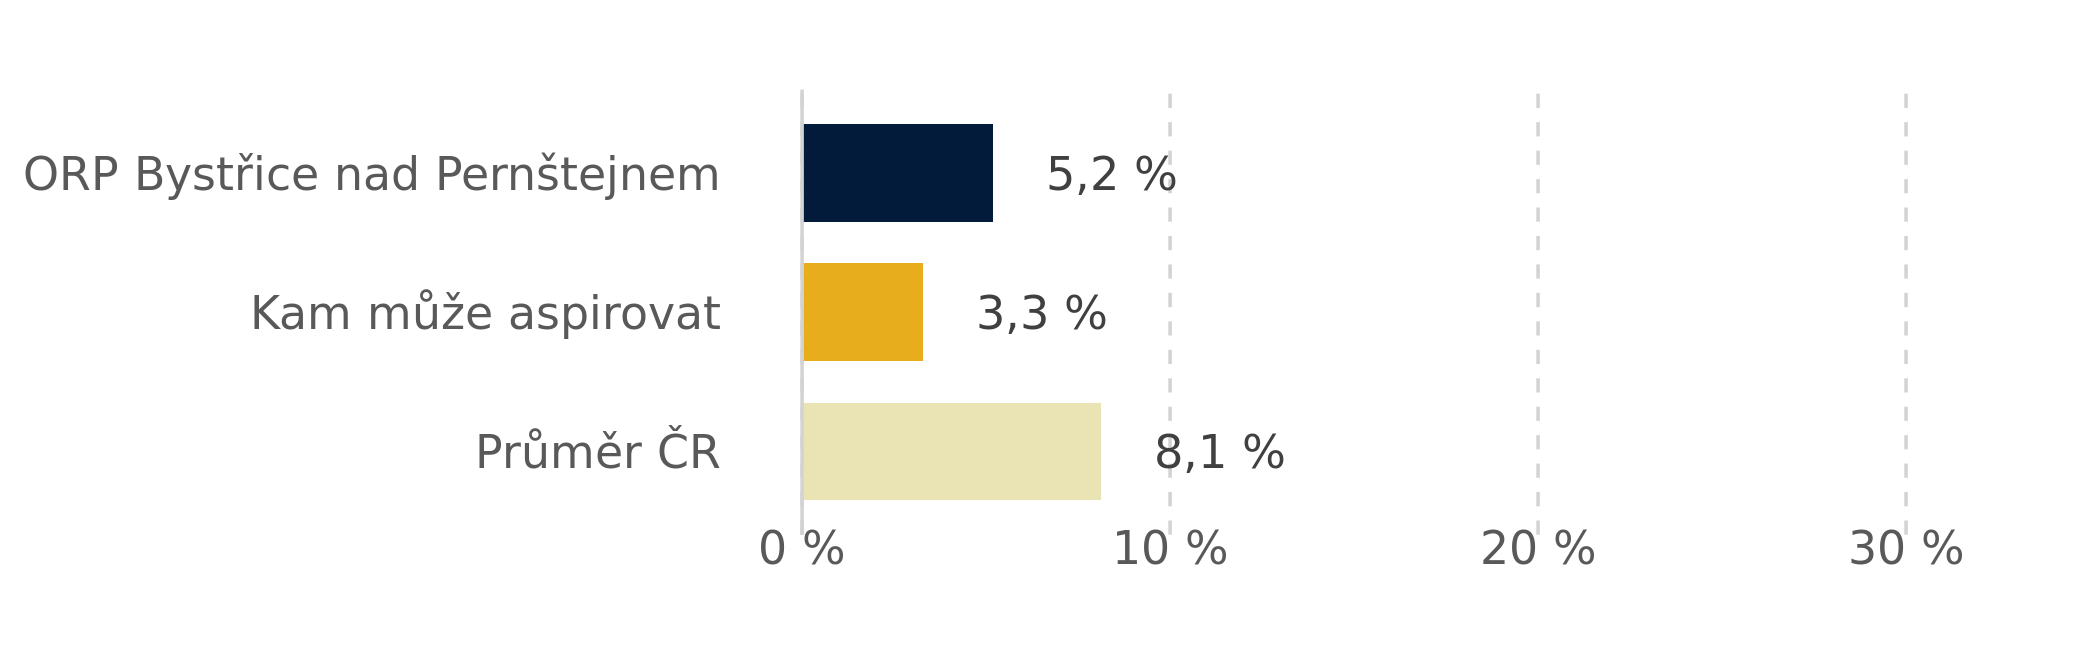 ORP Bystřice nad Pernštejnem 5,2 %
Kam může aspirovat 3,3 %
Průměr ČR 8,1 %
0 % 10 % 20 % 30 %